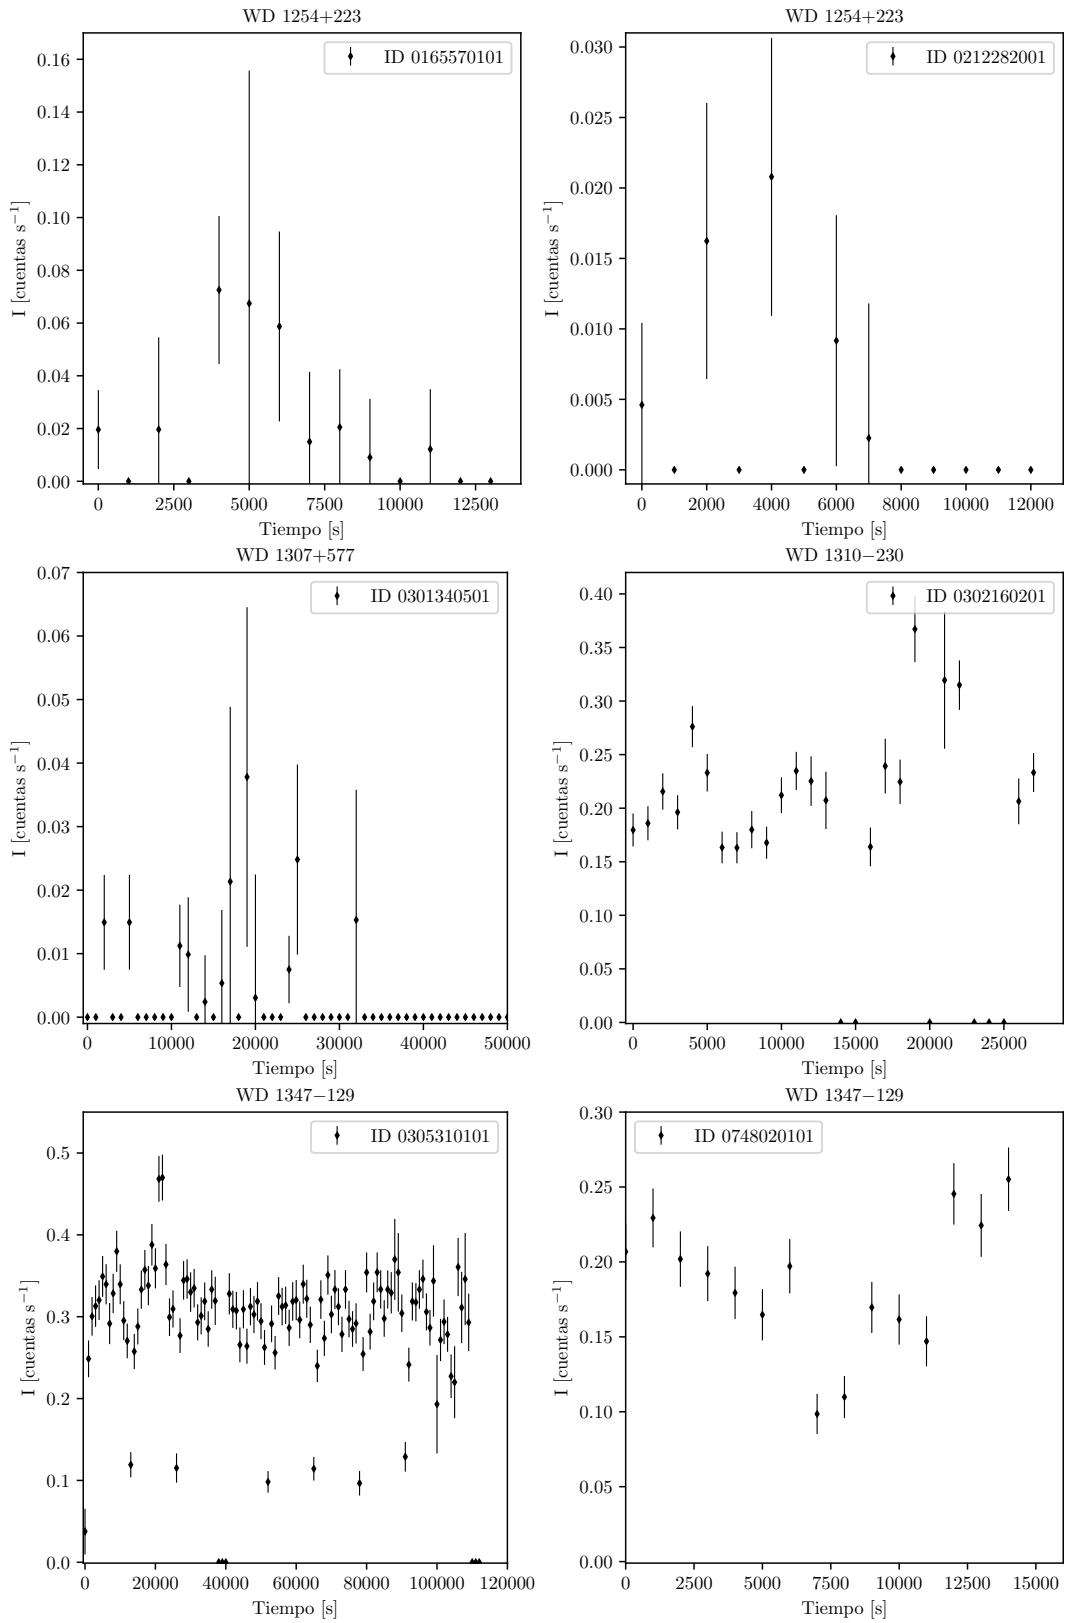 WD 1254+223
ID 0165570101
I [cuentas s⁻¹]
0.16
0.14
0.12
0.10
0.08
0.06
0.04
0.02
0.00
0 2500 5000 7500 10000 12500
Tiempo [s]
WD 1254+223
ID 0212282001
I [cuentas s⁻¹]
0.030
0.025
0.020
0.015
0.010
0.005
0.000
0 2000 4000 6000 8000 10000 12000
Tiempo [s]
WD 1307+577
ID 0301340501
I [cuentas s⁻¹]
0.07
0.06
0.05
0.04
0.03
0.02
0.01
0.00
0 10000 20000 30000 40000 50000
Tiempo [s]
WD 1310−230
ID 0302160201
I [cuentas s⁻¹]
0.40
0.35
0.30
0.25
0.20
0.15
0.10
0.05
0.00
0 5000 10000 15000 20000 25000
Tiempo [s]
WD 1347−129
ID 0305310101
I [cuentas s⁻¹]
0.5
0.4
0.3
0.2
0.1
0.0
0 20000 40000 60000 80000 100000 120000
Tiempo [s]
WD 1347−129
ID 0748020101
I [cuentas s⁻¹]
0.30
0.25
0.20
0.15
0.10
0.05
0.00
0 2500 5000 7500 10000 12500 15000
Tiempo [s]